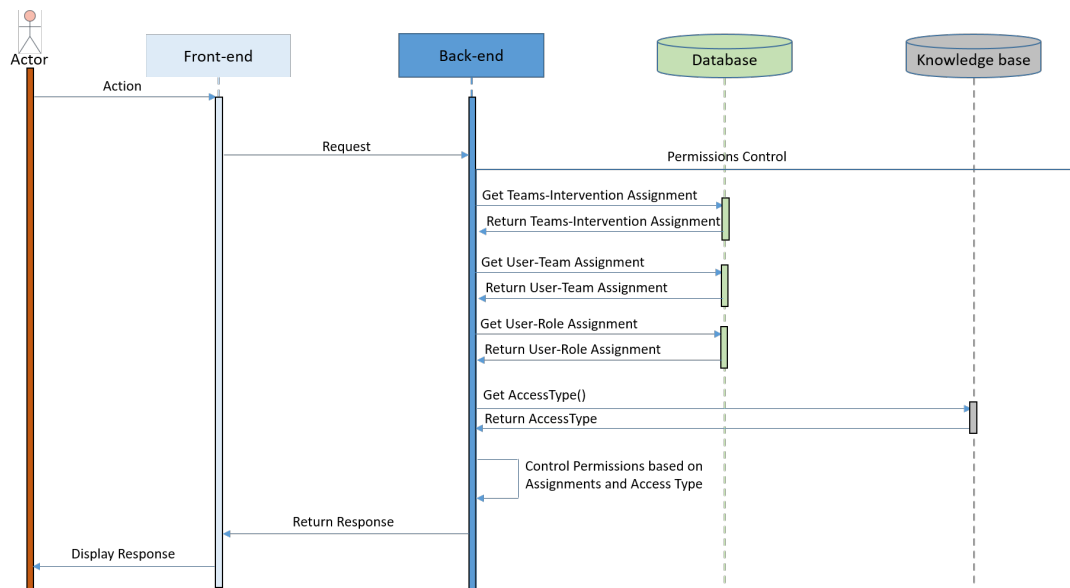 Actor
Front-end
Back-end
Database
Knowledge base
Action
Request
Permissions Control
Get Teams-Intervention Assignment
Return Teams-Intervention Assignment
Get User-Team Assignment
Return User-Team Assignment
Get User-Role Assignment
Return User-Role Assignment
Get AccessType()
Return AccessType
Control Permissions based on
Assignments and Access Type
Return Response
Display Response